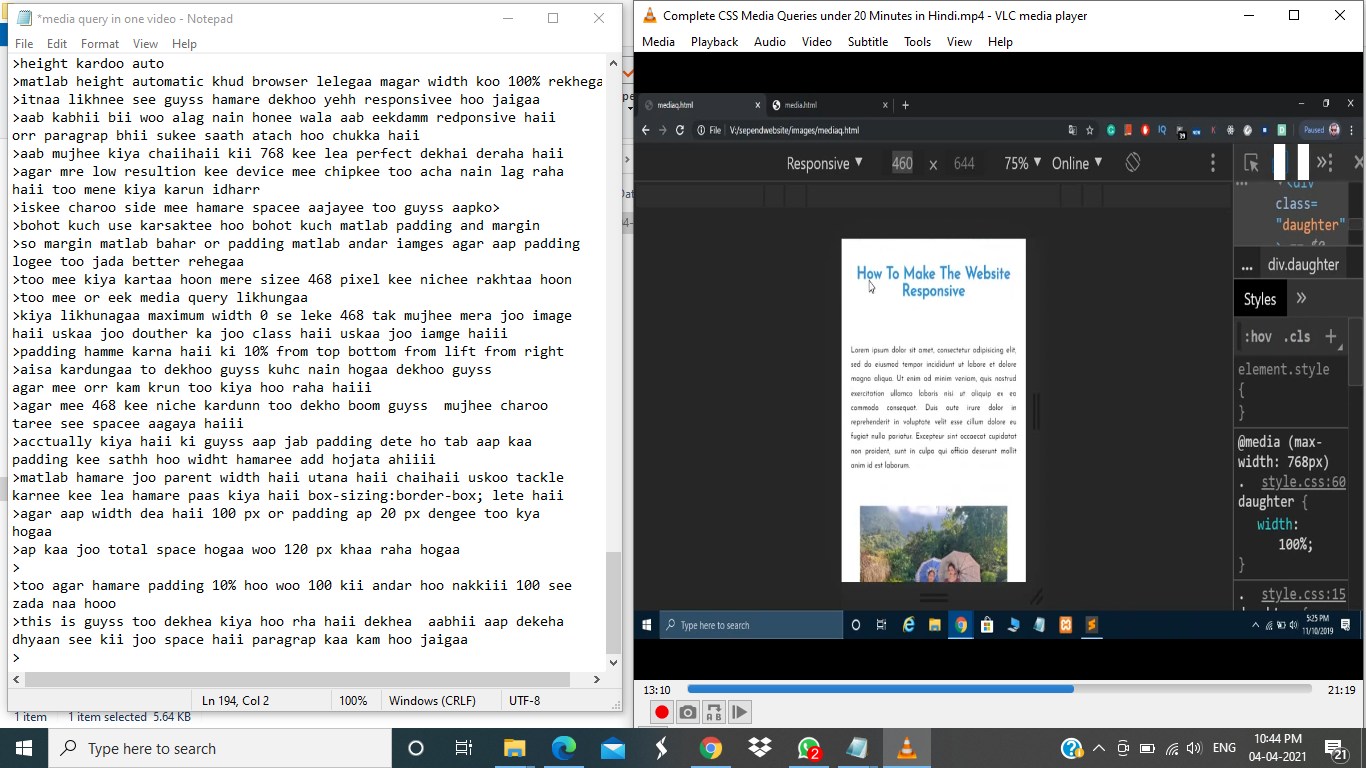 *media query in one video - Notepad
File Edit Format View Help
>height kardoo auto
>matlab height automatic khud browser lelegaa magar width koo 100% rekhega
>itnaa likhnee see guyss hamare dekhoo yehh responsivee hoo jaigaa
>aab kabhii bii woo alag nain honee wala aab eekdamm redponsive haii
orr paragrap bhii sukee saath atach hoo chukka haii
>aab mujhee kiya chaiihaii kii 768 kee lea perfect dekhai deraha haii
>agar mre low resultion kee device mee chipkee too acha nain lag raha
haii too mene kiya karun idharr
>iskee charoo side mee hamare spacee aajayee too guyss aapko>
>bohot kuch use karsaktee hoo bohot kuch matlab padding and margin
>so margin matlab bahar or padding matlab andar iamges agar aap padding
logee too jada better rehegaa
>too mee kiya kartaa hoon mere sizee 468 pixel kee nichee rakhtaa hoon
>too mee or eek media query likhungaa
>kiya likhunagaa maximum width 0 se leke 468 tak mujhee mera joo image
haii uskaa joo douther ka joo class haii uskaa joo iamge haiii
>padding hamme karna haii ki 10% from top bottom from lift from right
>aisa kardungaa to dekhoo guyss kuhc nain hogaa dekhoo guyss
agar mee orr kam krun too kiya hoo raha haiii
>agar mee 468 kee niche kardunn too dekho boom guyss  mujhee charoo
taree see spacee aagaya haiii
>acctually kiya haii ki guyss aap jab padding dete ho tab aap kaa
padding kee sathh hoo widht hamaree add hojata ahiiii
>matlab hamare joo parent width haii utana haii chaihaii uskoo tackle
karnee kee lea hamare paas kiya haii box-sizing:border-box; lete haii
>agar aap width dea haii 100 px or padding ap 20 px dengee too kya
hogaa
>ap kaa joo total space hogaa woo 120 px khaa raha hogaa
>
>too agar hamare padding 10% hoo woo 100 kii andar hoo nakkiii 100 see
zada naa hooo
>this is guyss too dekhea kiya hoo rha haii dekhea  aabhii aap dekeha
dhyaan see kii joo space haii paragrap kaa kam hoo jaigaa
>
Ln 194, Col 2 100% Windows (CRLF) UTF-8
1 item 1 item selected 5.64 KB
Complete CSS Media Queries under 20 Minutes in Hindi.mp4 - VLC media player
Media Playback Audio Video Subtitle Tools View Help
mediaq.html media.html
File V:/sependwebsite/images/mediaq.html Paused
Responsive 460 x 644 75% Online
<div
class=
"daughter"
... div.daughter
Styles
:hov .cls
element.style
{
}
@media (max-
width: 768px)
. style.css:60
daughter {
width:
100%;
}
. style.css:15
How To Make The Website
Responsive
Lorem ipsum dolor sit amet, consectetur adipisicing elit,
sed do eiusmod tempor incididunt ut labore et dolore
magna aliqua. Ut enim ad minim veniam, quis nostrud
exercitation ullamco laboris nisi ut aliquip ex ea
commodo consequat. Duis aute irure dolor in
reprehenderit in voluptate velit esse cillum dolore eu
fugiat nulla pariatur. Excepteur sint occaecat cupidatat
non proident, sunt in culpa qui officia deserunt mollit
anim id est laborum.
Type here to search
5:25 PM
11/10/2019
13:10 21:19
Type here to search
2
ENG
10:44 PM
04-04-2021
21